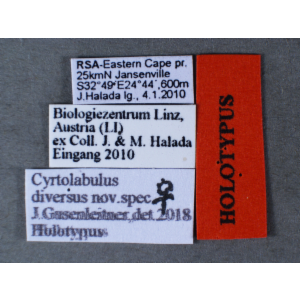 RSA-Eastern Cape pr.
25kmN Jansenville
S32°49'E24°44',600m
J.Halada lg., 4.1.2010
Biologiezentrum Linz,
Austria (LI)
ex Coll. J. & M. Halada
Eingang 2010
Cyrtolabulus
diversus nov.spec. ♀
J.Gusenleitner,det.2018
Holotypus
HOLOTYPUS